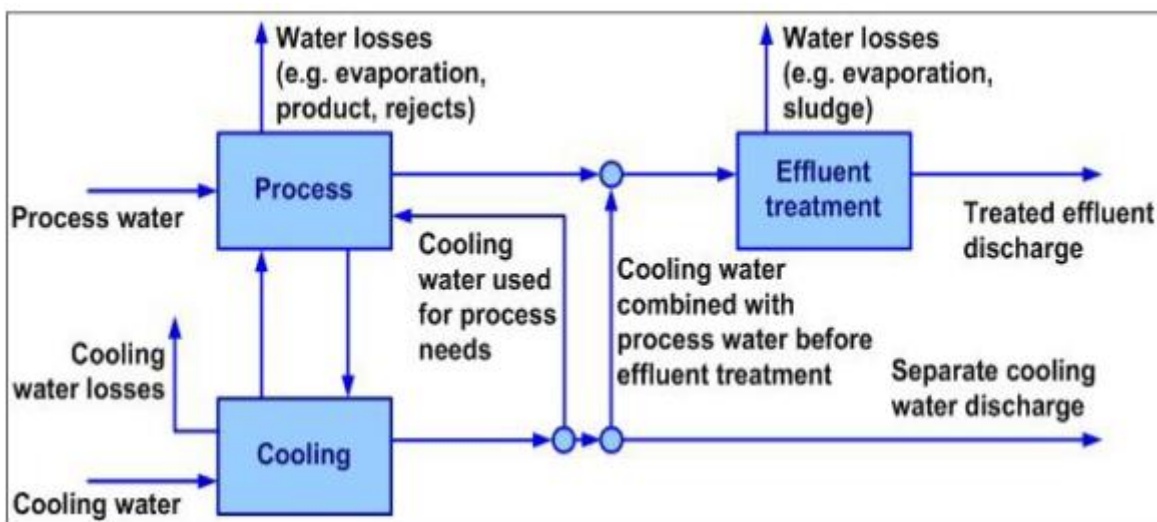 Water losses
(e.g. evaporation,
product, rejects)
Water losses
(e.g. evaporation,
sludge)
Process
Effluent
treatment
Process water
Treated effluent
discharge
Cooling
water used
for process
needs
Cooling water
combined with
process water before
effluent treatment
Cooling
water losses
Separate cooling
water discharge
Cooling
Cooling water